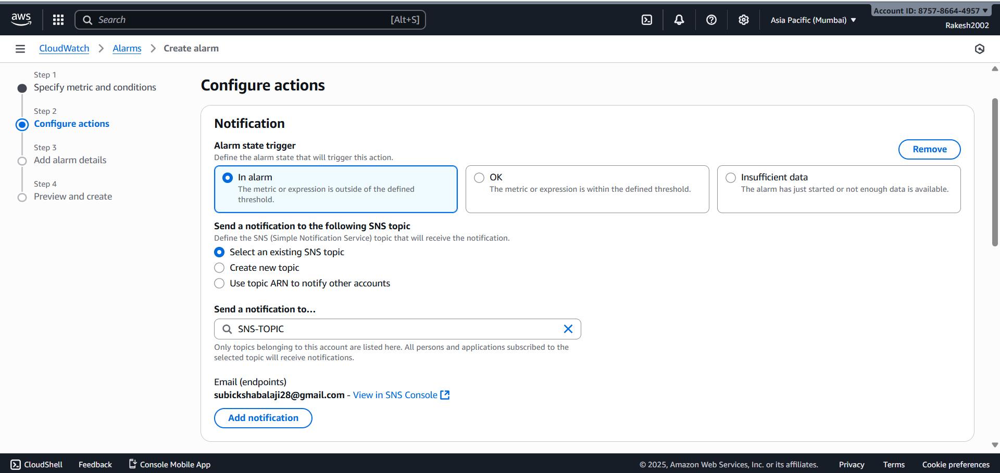 aws
Search
[Alt+S]
Asia Pacific (Mumbai)
Account ID: 8757-8664-4957
Rakesh2002
CloudWatch
Alarms
Create alarm
Step 1
Specify metric and conditions
Step 2
Configure actions
Step 3
Add alarm details
Step 4
Preview and create
Configure actions
Notification
Alarm state trigger
Define the alarm state that will trigger this action.
Remove
In alarm
The metric or expression is outside of the defined
threshold.
OK
The metric or expression is within the defined threshold.
Insufficient data
The alarm has just started or not enough data is available.
Send a notification to the following SNS topic
Define the SNS (Simple Notification Service) topic that will receive the notification.
Select an existing SNS topic
Create new topic
Use topic ARN to notify other accounts
Send a notification to…
SNS-TOPIC
Only topics belonging to this account are listed here. All persons and applications subscribed to the
selected topic will receive notifications.
Email (endpoints)
subickshabalaji28@gmail.com - View in SNS Console
Add notification
CloudShell
Feedback
Console Mobile App
© 2025, Amazon Web Services, Inc. or its affiliates.
Privacy
Terms
Cookie preferences